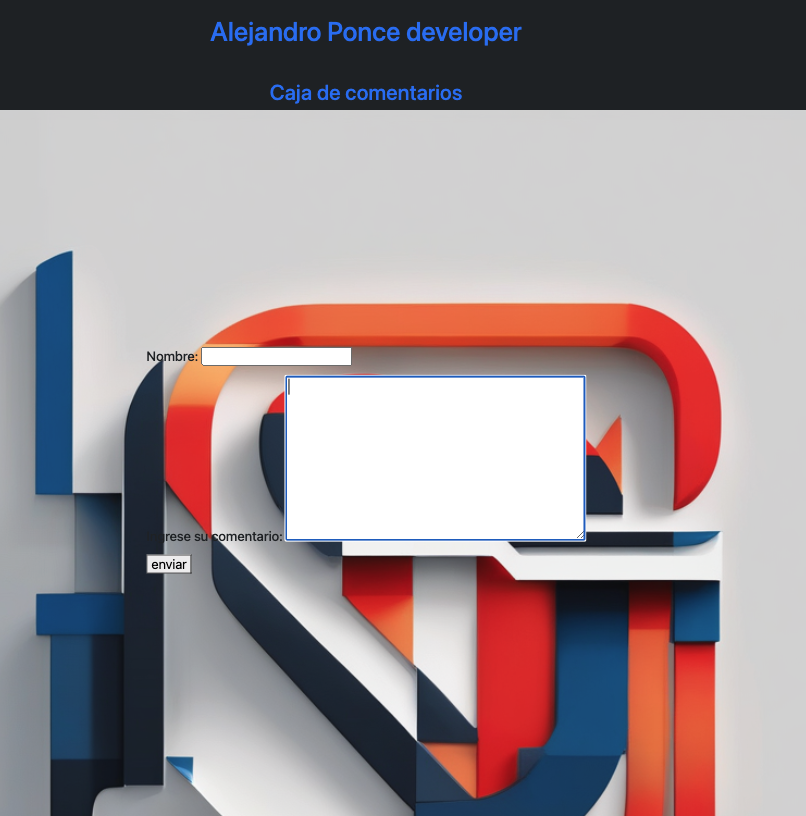 Alejandro Ponce developer
Caja de comentarios
Nombre:
su comentario:
enviar